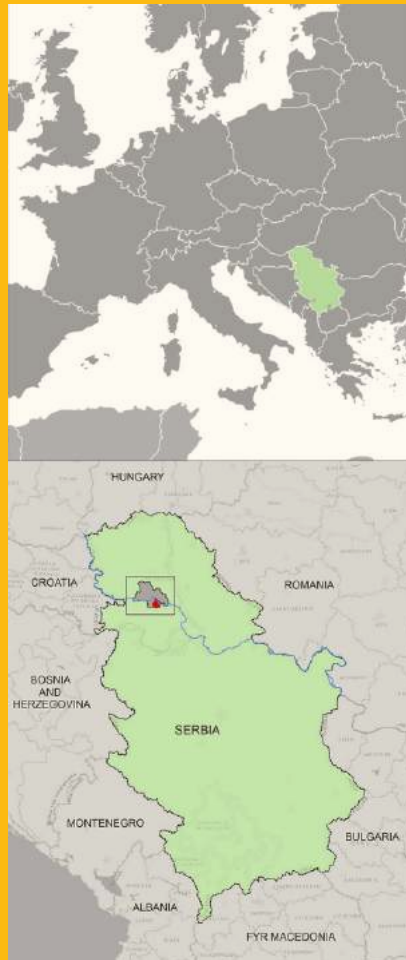 HUNGARY
CROATIA
ROMANIA
BOSNIA
AND
HERZEGOVINA
SERBIA
MONTENEGRO
BULGARIA
ALBANIA
FYR MACEDONIA